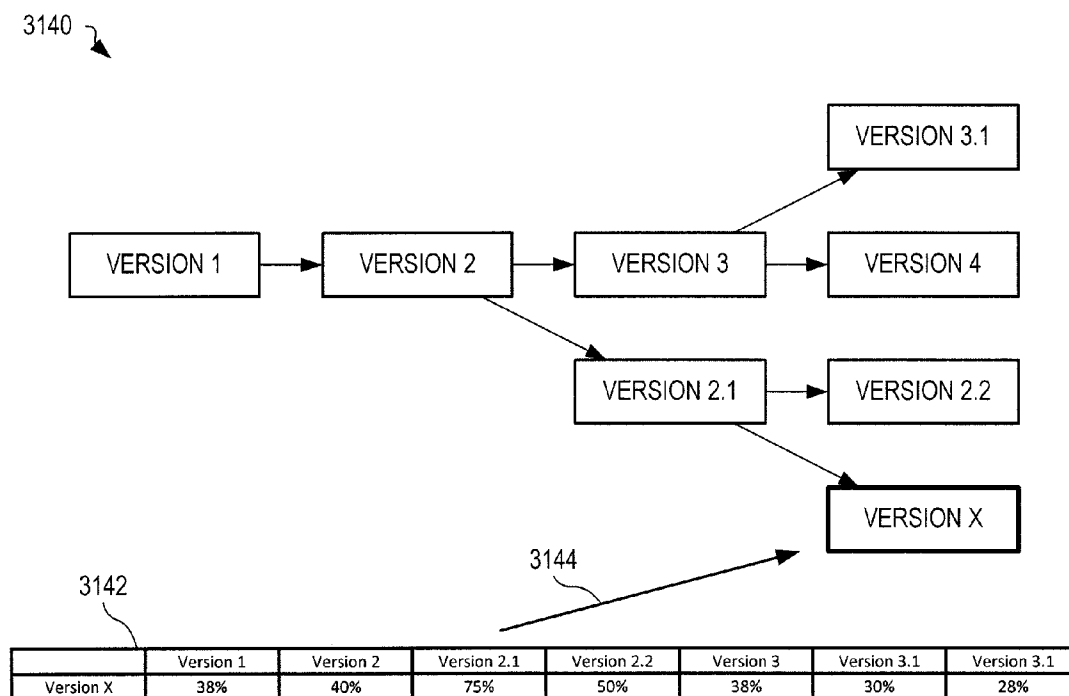 3140
VERSION 3.1
VERSION 1
VERSION 2
VERSION 3
VERSION 4
VERSION 2.1
VERSION 2.2
VERSION X
3144
3142
Version 1 Version 2 Version 2.1 Version 2.2 Version 3 Version 3.1 Version 3.1
Version X 38% 40% 75% 50% 38% 30% 28%